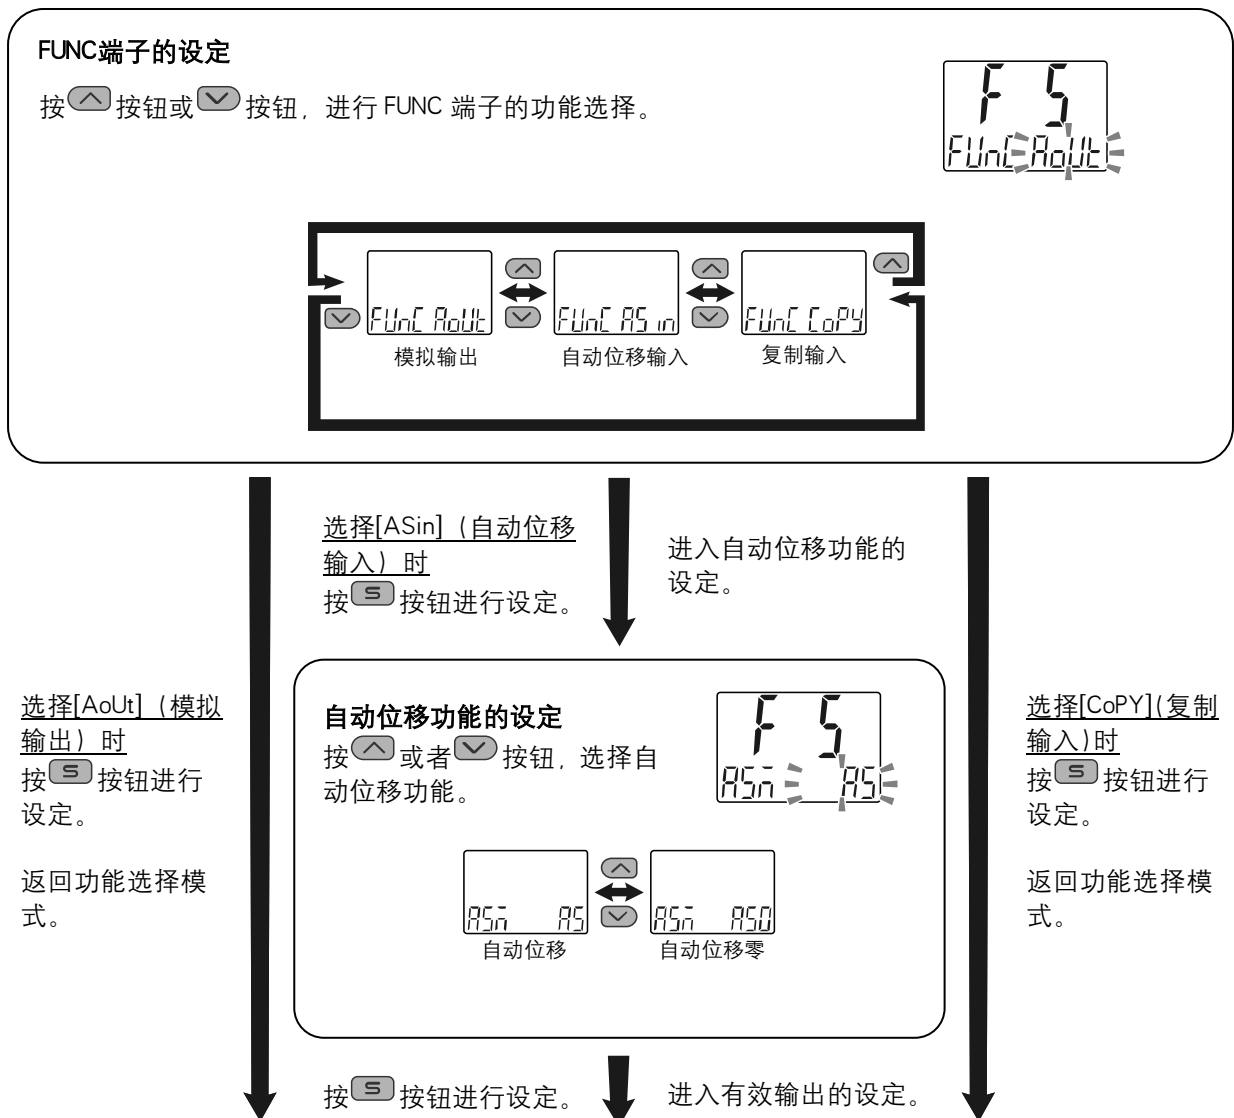 FUNC端子的设定
按 按钮或 按钮，进行 FUNC 端子的功能选择。
F 5
FUnC AoUt
FUnC AoUt
FUnC AS in
FUnC CoPY
模拟输出
自动位移输入
复制输入
选择[ASin]（自动位移
输入）时
按 S 按钮进行设定。
进入自动位移功能的
设定。
选择[AoUt]（模拟
输出）时
按 S 按钮进行
设定。
返回功能选择模
式。
自动位移功能的设定
按 或者 按钮，选择自
动位移功能。
F 5
ASm AS
ASm AS
ASm AS0
自动位移
自动位移零
选择[CoPY](复制
输入)时
按 S 按钮进行
设定。
返回功能选择模
式。
按 S 按钮进行设定。
进入有效输出的设定。